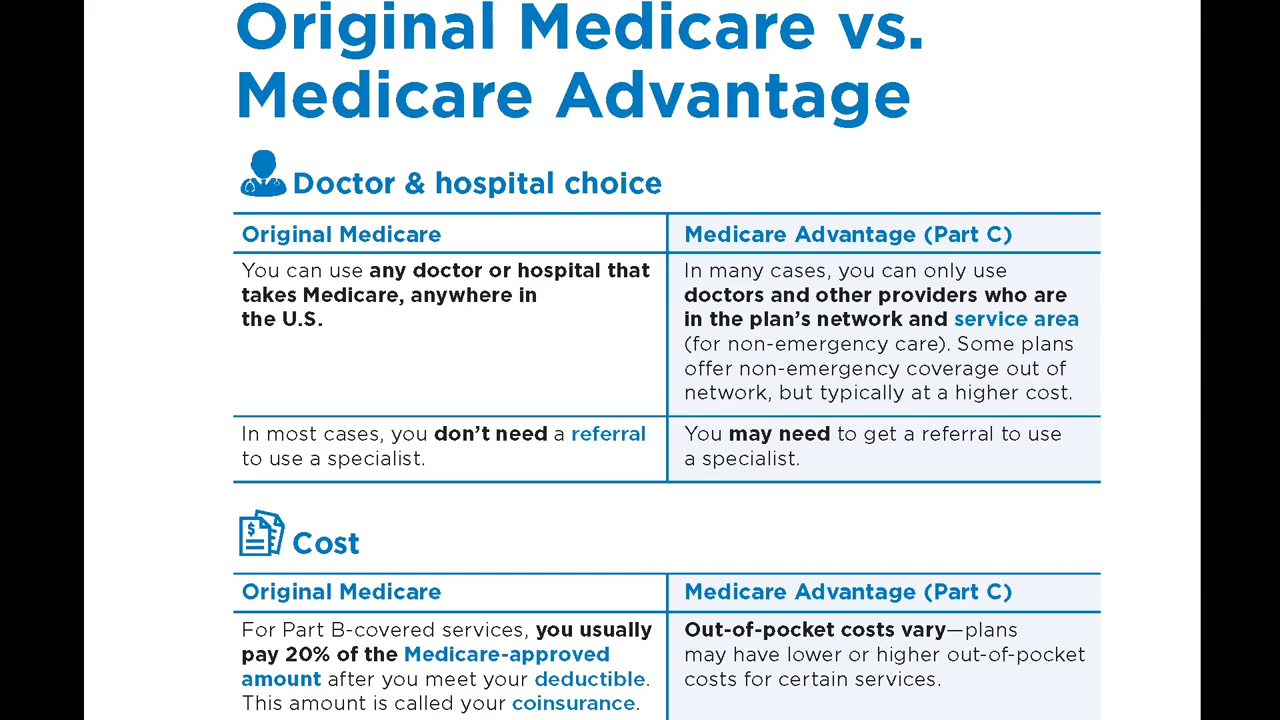 Original Medicare vs.
Medicare Advantage
Doctor & hospital choice
Original Medicare
Medicare Advantage (Part C)
You can use any doctor or hospital that
takes Medicare, anywhere in
the U.S.
In many cases, you can only use
doctors and other providers who are
in the plan’s network and service area
(for non-emergency care). Some plans
offer non-emergency coverage out of
network, but typically at a higher cost.
In most cases, you don’t need a referral
to use a specialist.
You may need to get a referral to use
a specialist.
$
Cost
Original Medicare
Medicare Advantage (Part C)
For Part B-covered services, you usually
pay 20% of the Medicare-approved
amount after you meet your deductible.
This amount is called your coinsurance.
Out-of-pocket costs vary—plans
may have lower or higher out-of-pocket
costs for certain services.